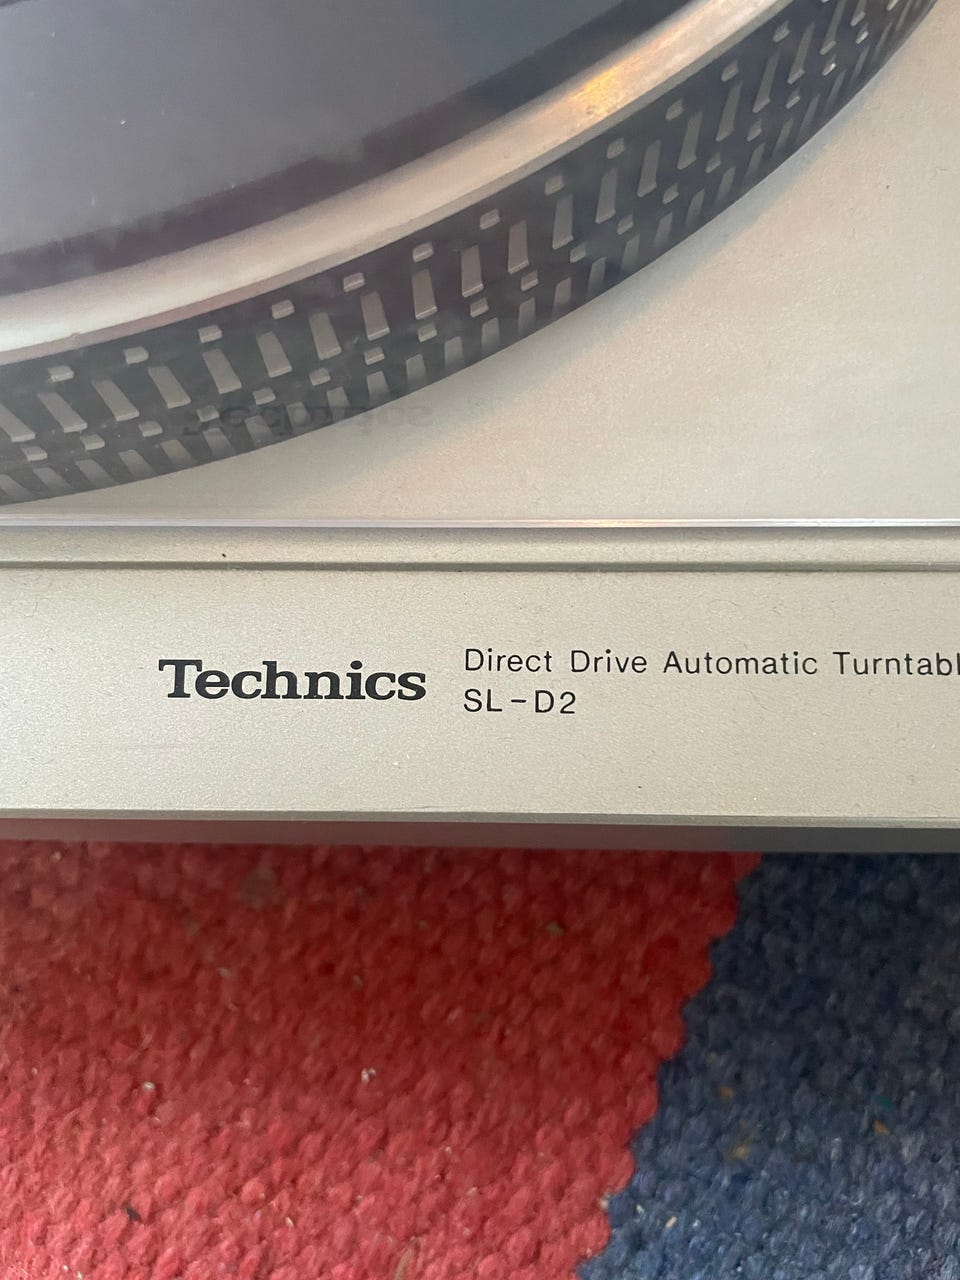 Technics
Direct Drive Automatic Turntabl
SL-D2